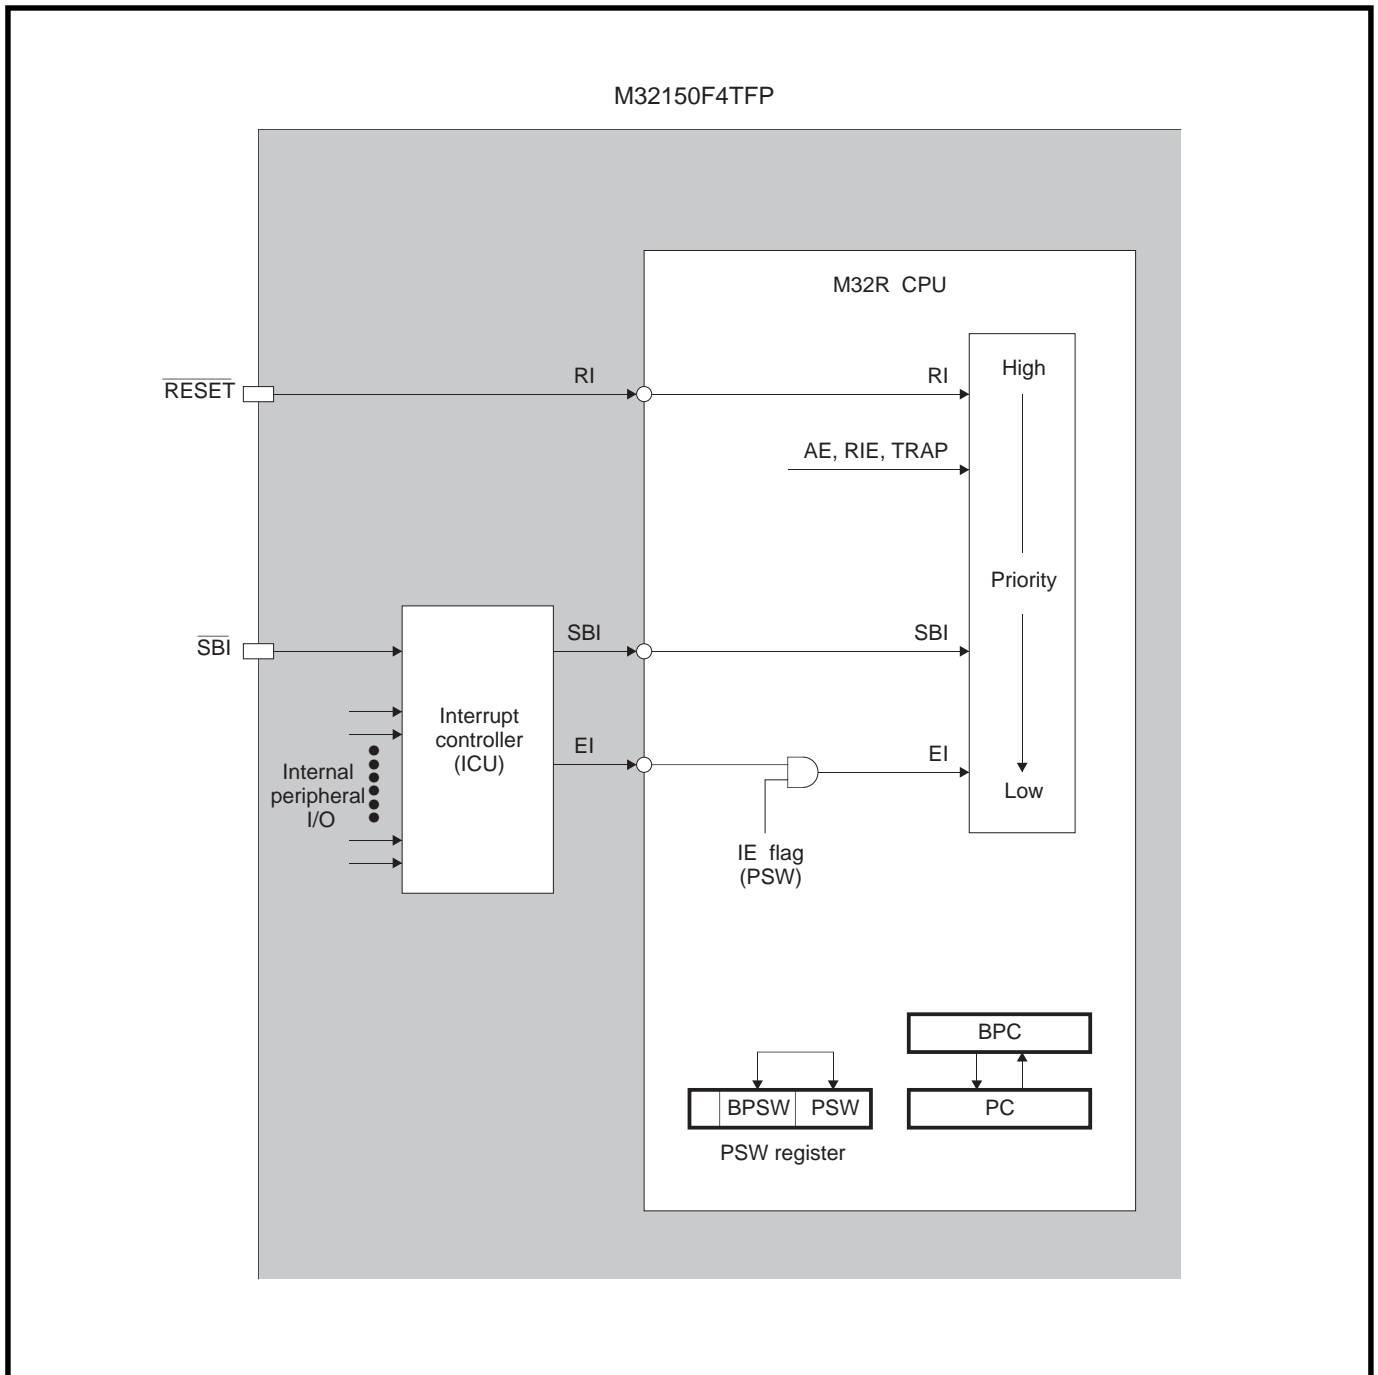 M32150F4TFP
M32R CPU
RESET
RI
RI
High
AE, RIE, TRAP
Priority
SBI
SBI
SBI
Interrupt
controller
(ICU)
EI
EI
Internal
peripheral
I/O
Low
IE flag
(PSW)
BPC
BPSW
PSW
PC
PSW register